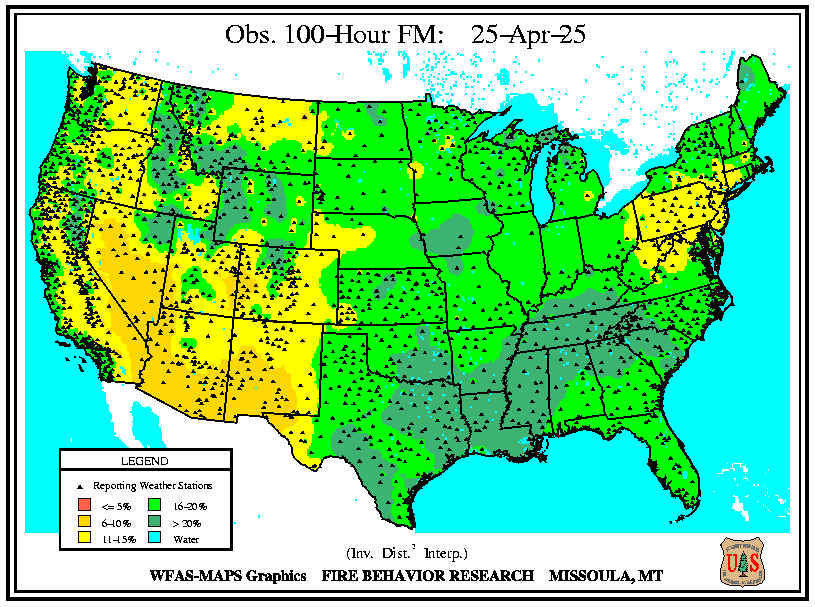 Obs. 100-Hour FM: 25-Apr-25
LEGEND
Reporting Weather Stations
<= 5%
16-20%
6-10%
> 20%
11-15%
Water
(Inv. Dist.² Interp.)
WFAS-MAPS Graphics FIRE BEHAVIOR RESEARCH MISSOULA, MT
U S